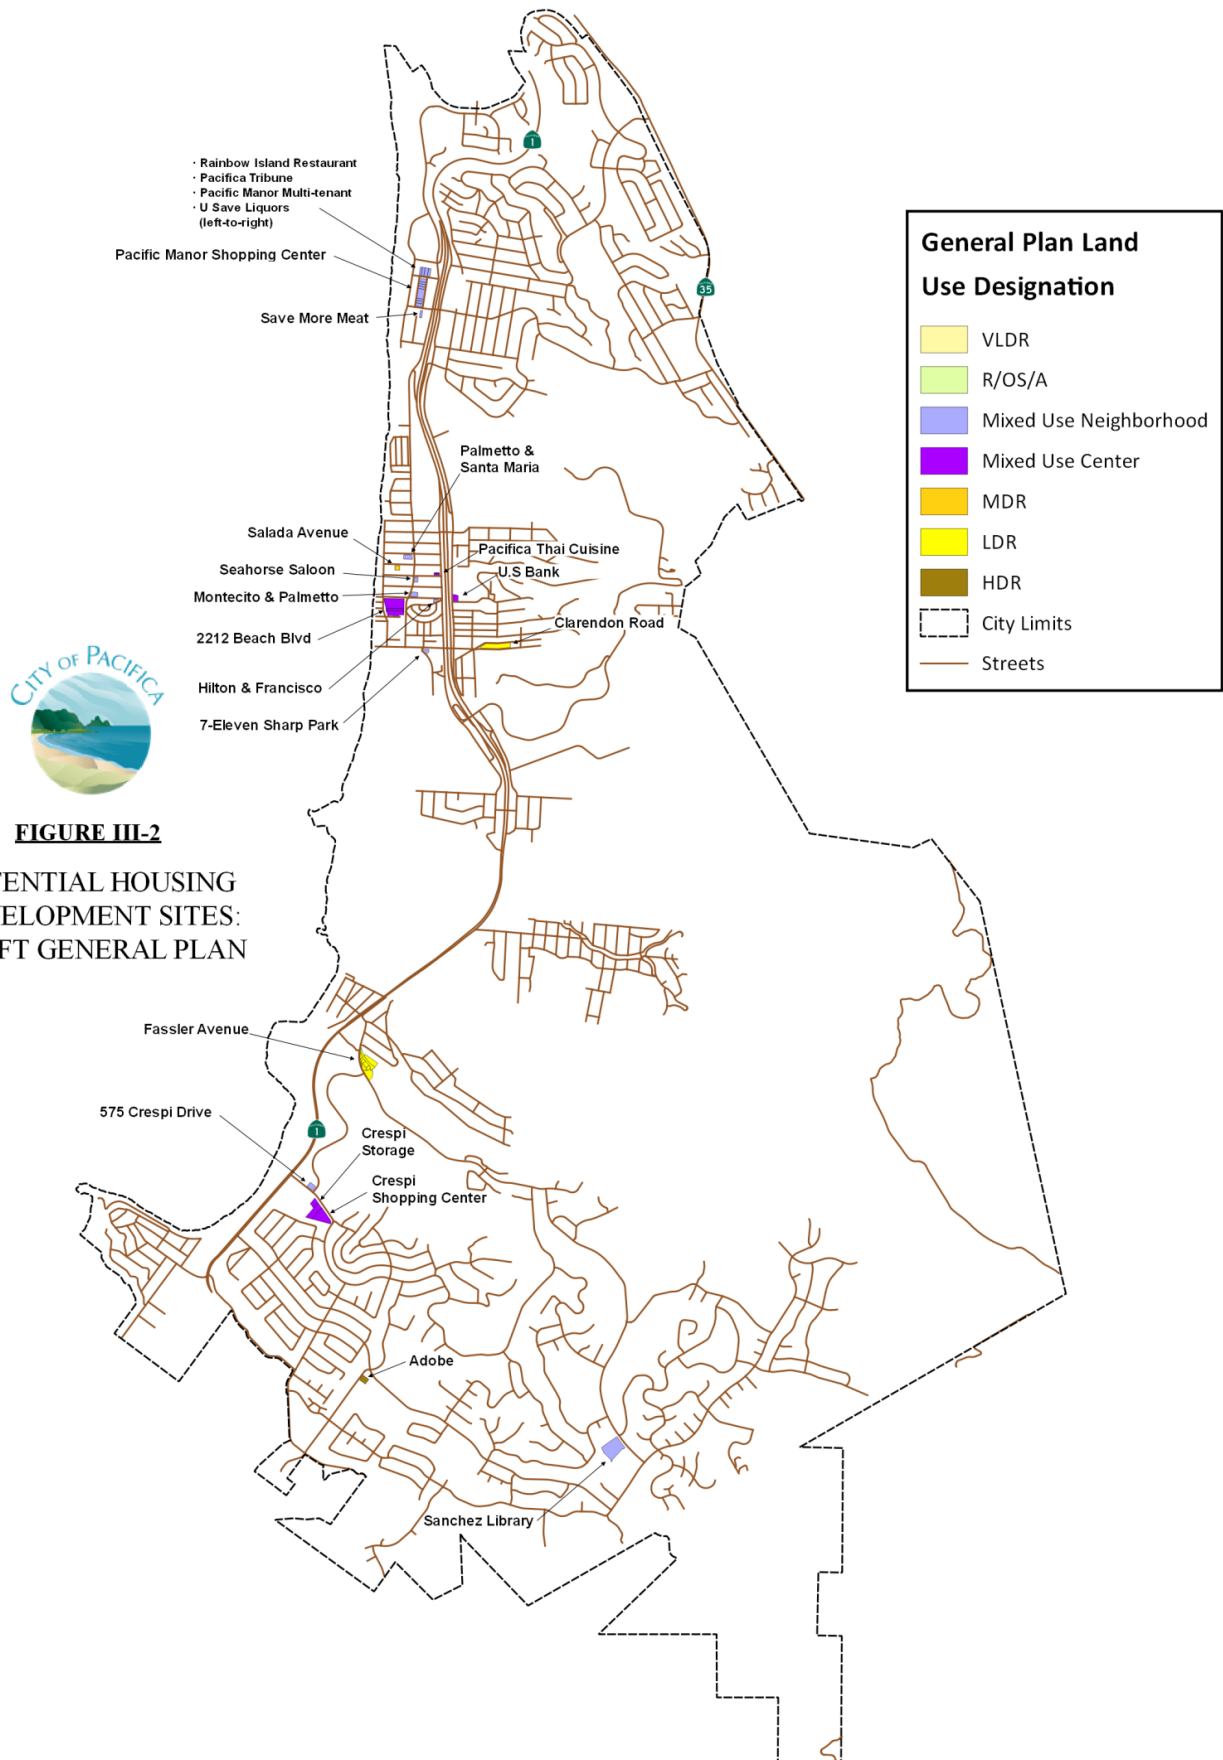 1
· Rainbow Island Restaurant
· Pacifica Tribune
· Pacific Manor Multi-tenant
· U Save Liquors
(left-to-right)
Pacific Manor Shopping Center
Save More Meat
35
General Plan Land
Use Designation
VLDR
R/OS/A
Mixed Use Neighborhood
Mixed Use Center
MDR
LDR
HDR
City Limits
Streets
Palmetto &
Santa Maria
Salada Avenue
Pacifica Thai Cuisine
Seahorse Saloon
U.S Bank
Montecito & Palmetto
Clarendon Road
2212 Beach Blvd
Hilton & Francisco
7-Eleven Sharp Park
CITY OF PACIFICA
FIGURE III-2
TENTIAL HOUSING
ELOPMENT SITES:
FT GENERAL PLAN
Fassler Avenue
575 Crespi Drive
1
Crespi
Storage
Crespi
Shopping Center
Adobe
Sanchez Library